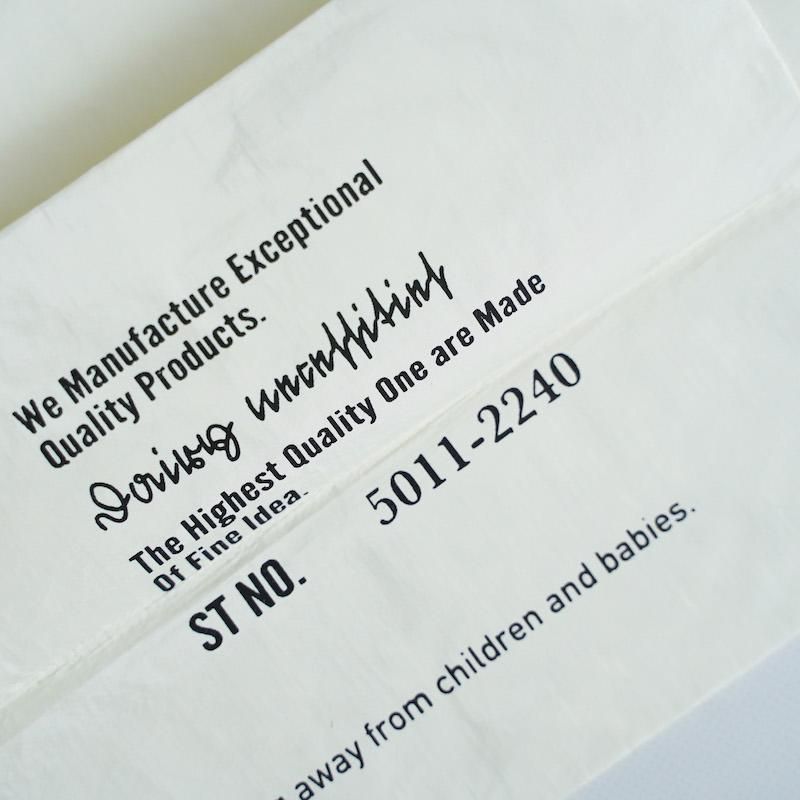 We Manufacture Exceptional
Quality Products.
The Highest Quality One are Made
Of Fine Idea.
ST NO. 5011-2240
away from children and babies.